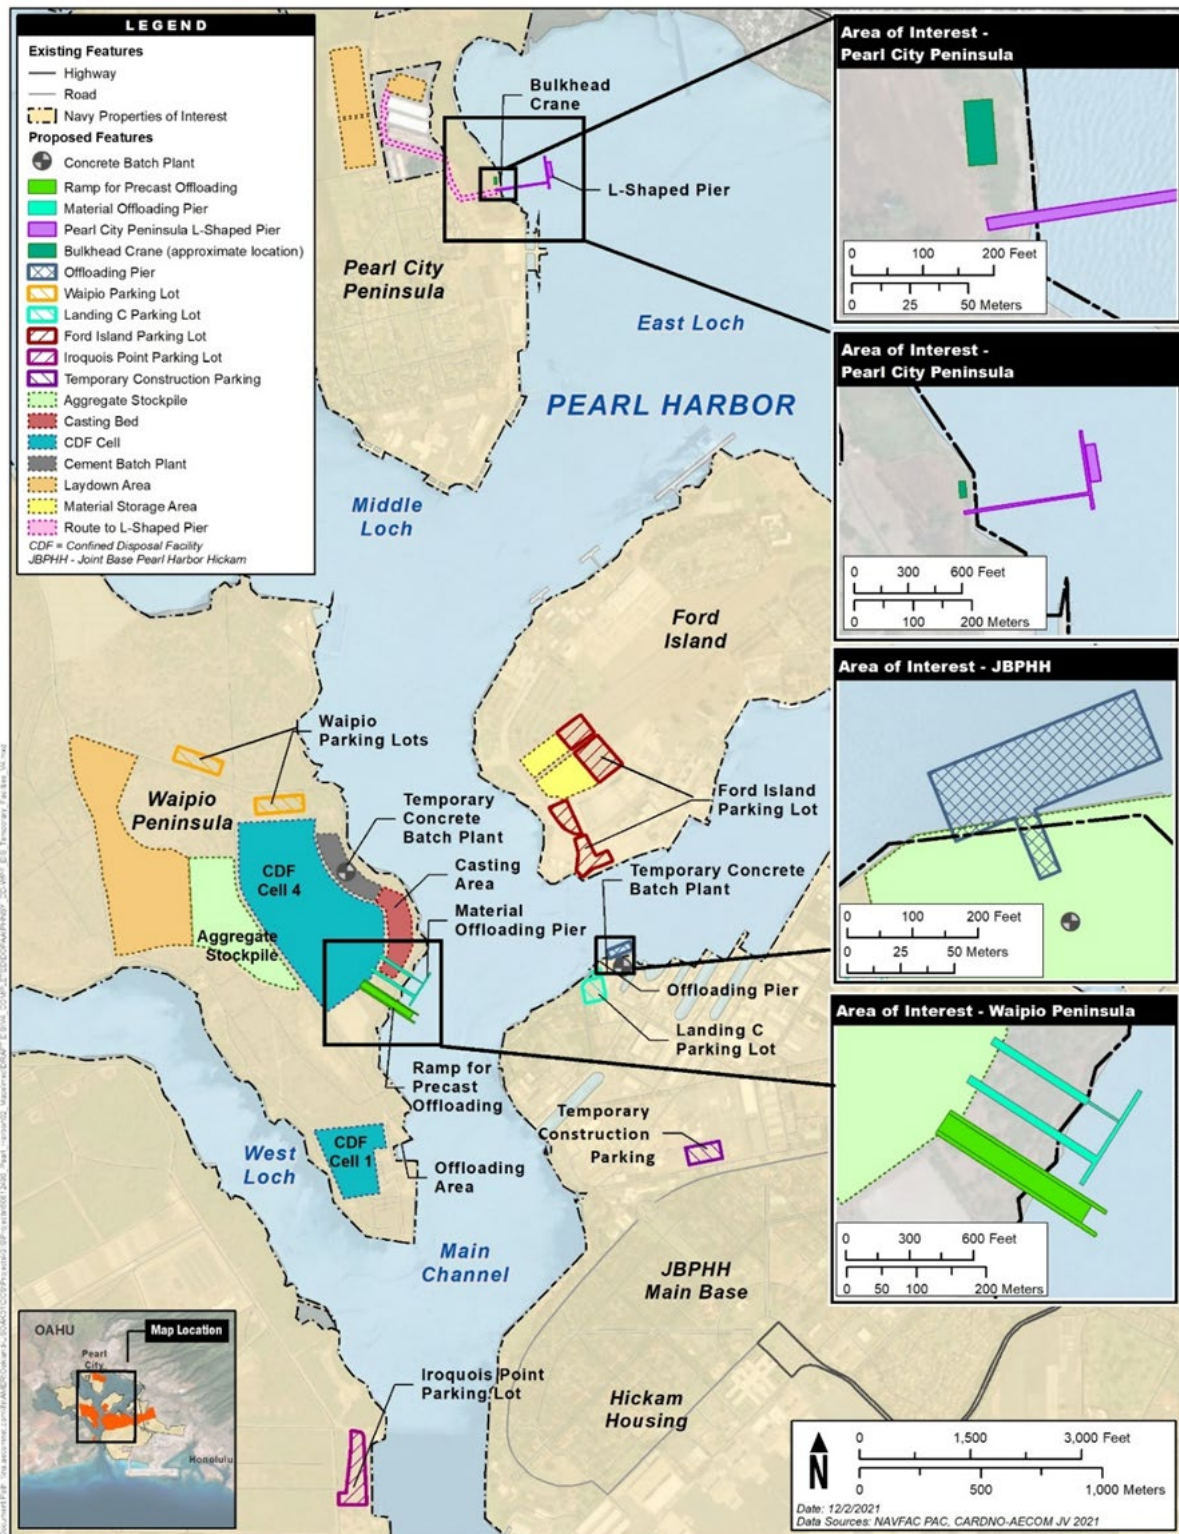 LEGEND
Existing Features
Highway
Road
Navy Properties of Interest
Proposed Features
Concrete Batch Plant
Ramp for Precast Offloading
Material Offloading Pier
Pearl City Peninsula L-Shaped Pier
Bulkhead Crane (approximate location)
Offloading Pier
Waipio Parking Lot
Landing C Parking Lot
Ford Island Parking Lot
Iroquois Point Parking Lot
Temporary Construction Parking
Aggregate Stockpile
Casting Bed
CDF Cell
Cement Batch Plant
Laydown Area
Material Storage Area
Route to L-Shaped Pier
CDF = Confined Disposal Facility
JBPHH - Joint Base Pearl Harbor Hickam
Bulkhead
Crane
L-Shaped Pier
Pearl City
Peninsula
East Loch
PEARL HARBOR
Middle
Loch
Ford
Island
Waipio
Parking Lots
Waipio
Peninsula
Temporary
Concrete
Batch Plant
CDF
Cell 4
Casting
Area
Material
Offloading Pier
Aggregate
Stockpile
Ford Island
Parking Lot
Temporary Concrete
Batch Plant
Offloading Pier
Landing C
Parking Lot
Ramp for
Precast
Offloading
Temporary
Construction
Parking
CDF
Cell 1
West
Loch
Offloading
Area
Main
Channel
JBPHH
Main Base
Iroquois Point
Parking Lot
Hickam
Housing
Area of Interest -
Pearl City Peninsula
0 100 200 Feet
0 25 50 Meters
Area of Interest -
Pearl City Peninsula
0 300 600 Feet
0 100 200 Meters
Area of Interest - JBPHH
0 100 200 Feet
0 25 50 Meters
Area of Interest - Waipio Peninsula
0 300 600 Feet
0 50 100 200 Meters
OAHU
Map Location
Pearl
City
Honolulu
N
0 1,500 3,000 Feet
0 500 1,000 Meters
Date: 12/2/2021
Data Sources: NAVFAC PAC, CARDNO-AECOM JV 2021